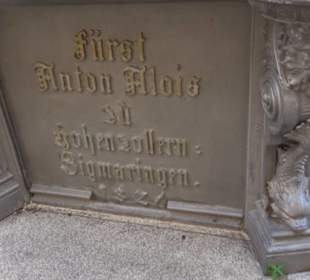 Fürst
Anton Alois
zu
Hohenzollern-
Sigmaringen.